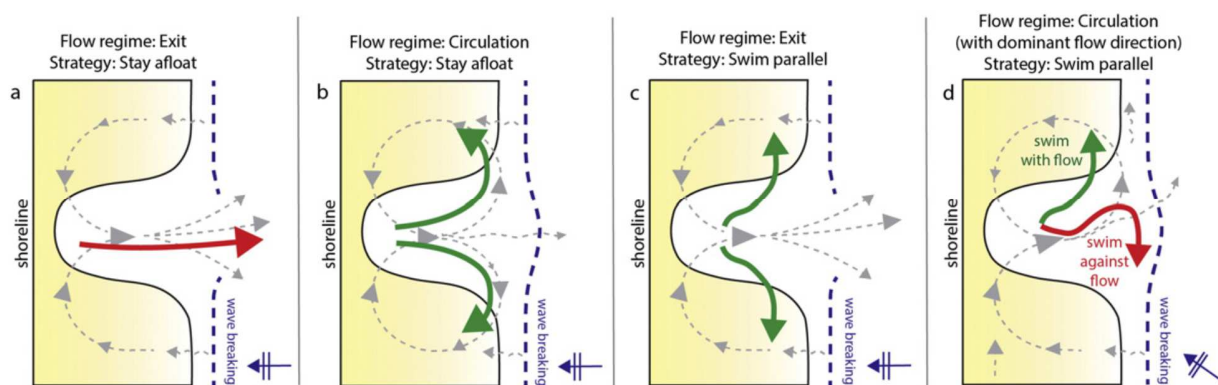 Flow regime: Exit
Strategy: Stay afloat
a
shoreline
wave breaking
Flow regime: Circulation
Strategy: Stay afloat
b
shoreline
wave breaking
Flow regime: Exit
Strategy: Swim parallel
c
shoreline
wave breaking
Flow regime: Circulation
(with dominant flow direction)
Strategy: Swim parallel
d
swim
with flow
swim
against
flow
shoreline
wave breaking